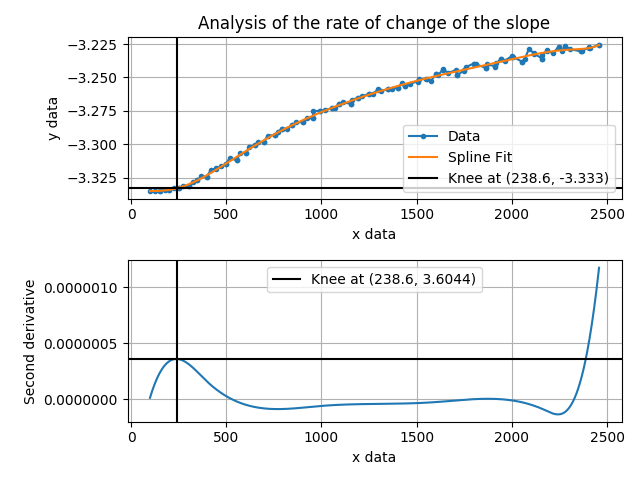 Analysis of the rate of change of the slope
−3.225
−3.250
−3.275
−3.300
−3.325
y data
Data
Spline Fit
Knee at (238.6, -3.333)
0
500
1000
1500
2000
2500
x data
0.0000010
0.0000005
0.0000000
Second derivative
Knee at (238.6, 3.6044)
0
500
1000
1500
2000
2500
x data